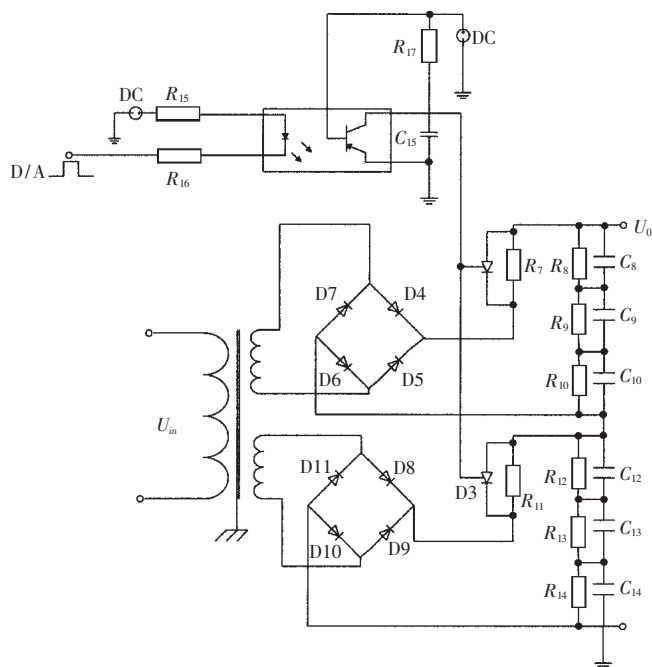 DC
R17
DC
R15
C15
D/A
R16
U0
R7
R8
C8
D7
D4
R9
C9
D6
D5
R10
C10
Uin
D11
D8
D3
R11
R12
C12
R13
C13
D10
D9
R14
C14